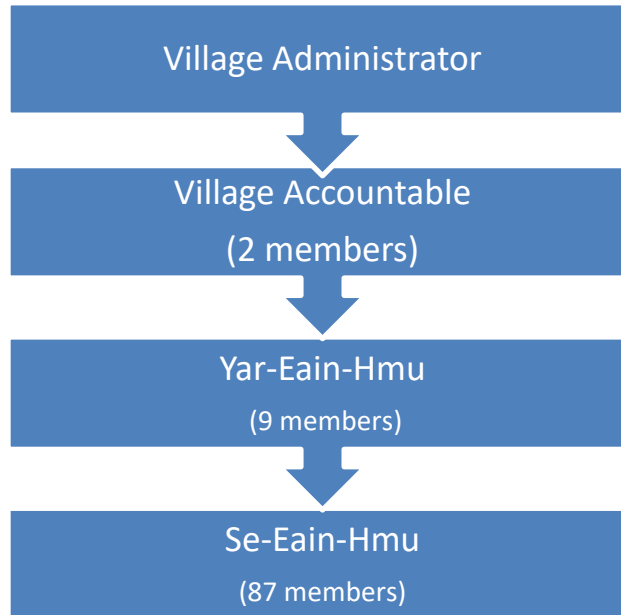 Village Administrator
Village Accountable
(2 members)
Yar-Eain-Hmu
(9 members)
Se-Eain-Hmu
(87 members)